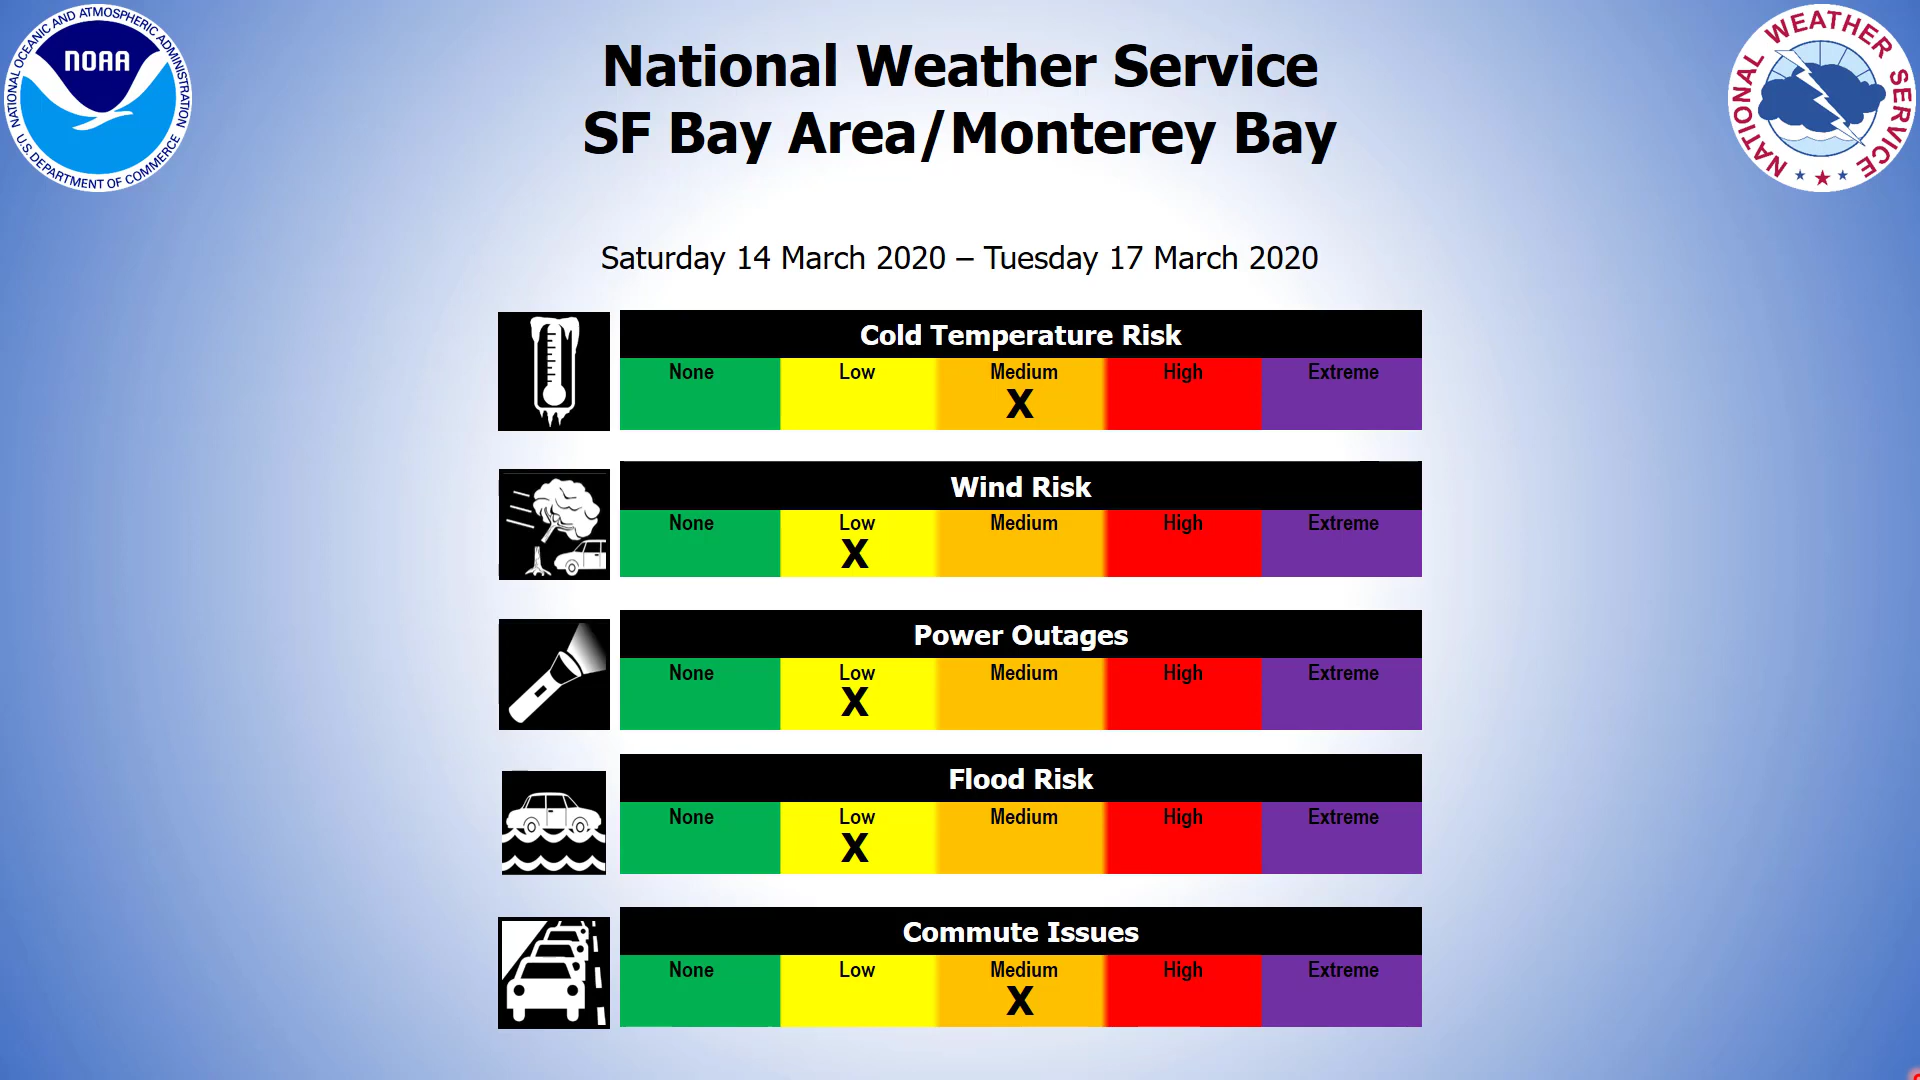 NATIONAL OCEANIC AND ATMOSPHERIC ADMINISTRATION
NOAA
U.S. DEPARTMENT OF COMMERCE
National Weather Service
SF Bay Area/Monterey Bay
NATIONAL WEATHER SERVICE
Saturday 14 March 2020 – Tuesday 17 March 2020
Cold Temperature Risk
None Low Medium High Extreme
X
Wind Risk
None Low Medium High Extreme
X
Power Outages
None Low Medium High Extreme
X
Flood Risk
None Low Medium High Extreme
X
Commute Issues
None Low Medium High Extreme
X